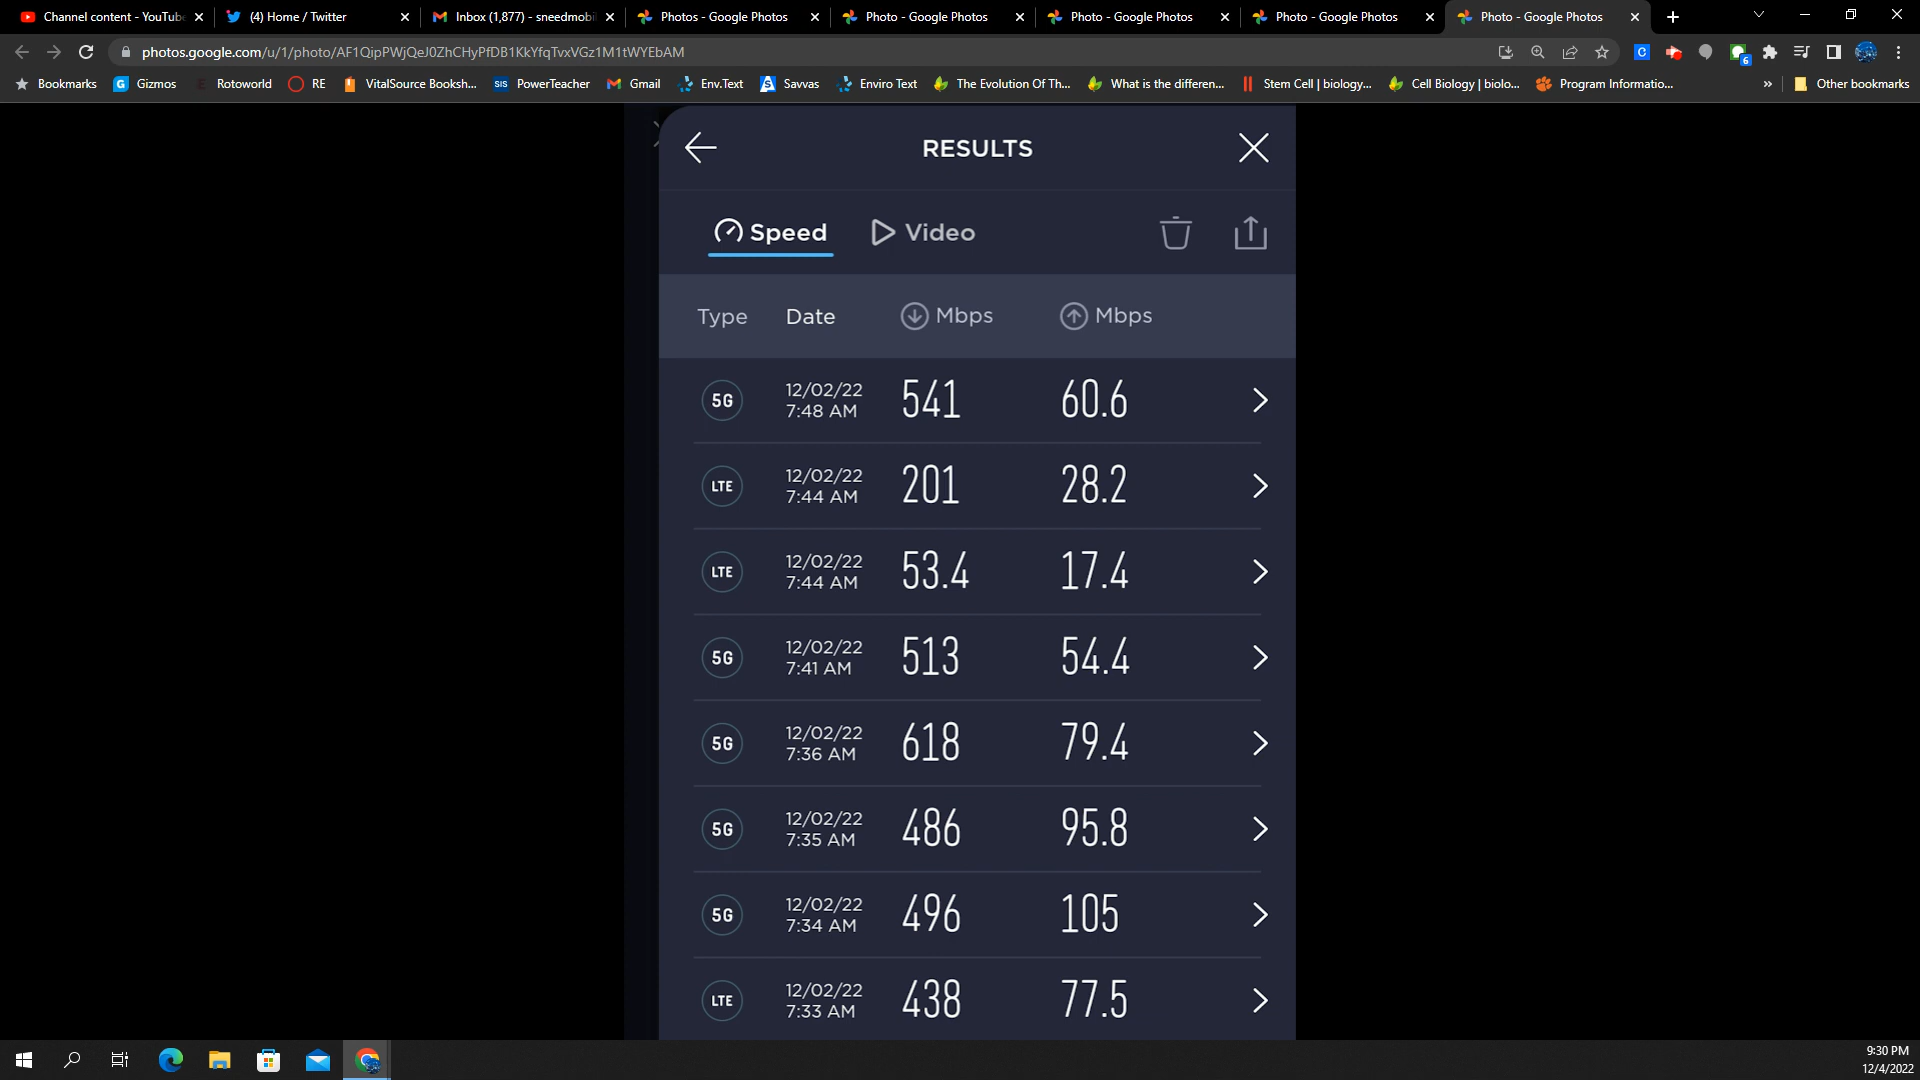 Channel content - YouTub
(4) Home / Twitter
Inbox (1,877) - sneedmobil
Photos - Google Photos
Photo - Google Photos
Photo - Google Photos
Photo - Google Photos
Photo - Google Photos
photos.google.com/u/1/photo/AF1QipPWjQeJ0ZhCHyPfDB1KkYfqTvxVGz1M1tWYEbAM
C
6
Bookmarks
G Gizmos
E Rotoworld
RE
VitalSource Booksh...
SIS PowerTeacher
Gmail
Env.Text
S Savvas
Enviro Text
The Evolution Of Th...
What is the differen...
Stem Cell | biology...
Cell Biology | biolo...
Program Informatio...
»
Other bookmarks
RESULTS
Speed
Video
Type Date Mbps Mbps
5G 12/02/22 541 60.6
7:48 AM
LTE 12/02/22 201 28.2
7:44 AM
LTE 12/02/22 53.4 17.4
7:44 AM
5G 12/02/22 513 54.4
7:41 AM
5G 12/02/22 618 79.4
7:36 AM
5G 12/02/22 486 95.8
7:35 AM
5G 12/02/22 496 105
7:34 AM
LTE 12/02/22 438 77.5
7:33 AM
9:30 PM
12/4/2022